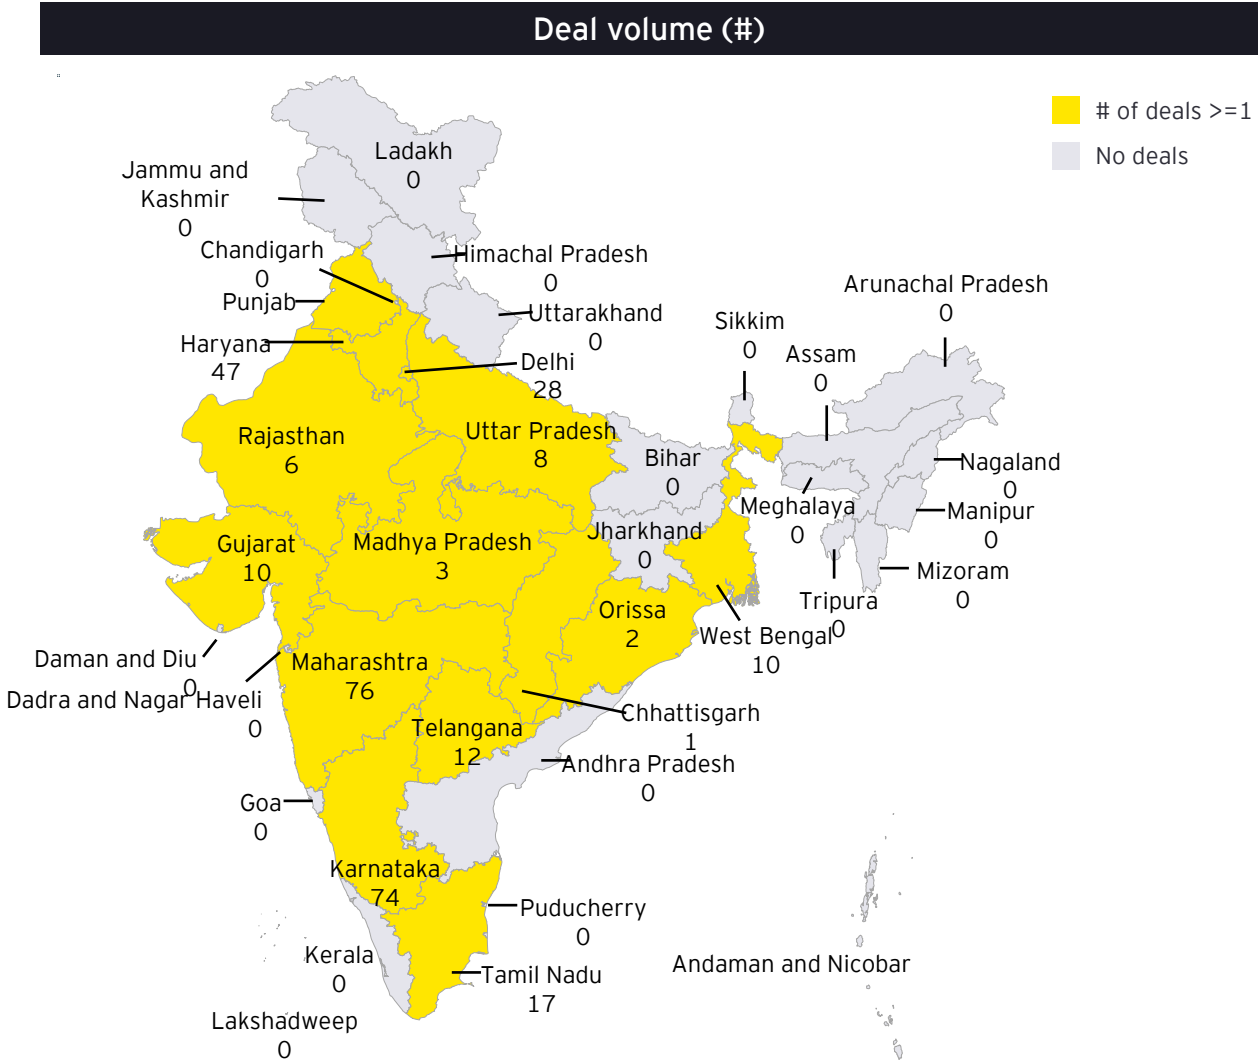 Deal volume (#)
# of deals >=1
No deals
Ladakh
0
Jammu and
Kashmir
0
Chandigarh
0
Himachal Pradesh
0
Punjab
Uttarakhand
0
Haryana
47
Delhi
28
Arunachal Pradesh
0
Sikkim
0
Assam
0
Rajasthan
6
Uttar Pradesh
8
Bihar
0
Nagaland
0
Meghalaya
0
Manipur
0
Jharkhand
0
Gujarat
10
Madhya Pradesh
3
Mizoram
0
Tripura
0
Orissa
2
West Bengal
10
Daman and Diu
0
Dadra and Nagar Haveli
0
Maharashtra
76
Chhattisgarh
1
Telangana
12
Andhra Pradesh
0
Goa
0
Karnataka
74
Puducherry
0
Kerala
0
Tamil Nadu
17
Andaman and Nicobar
Lakshadweep
0